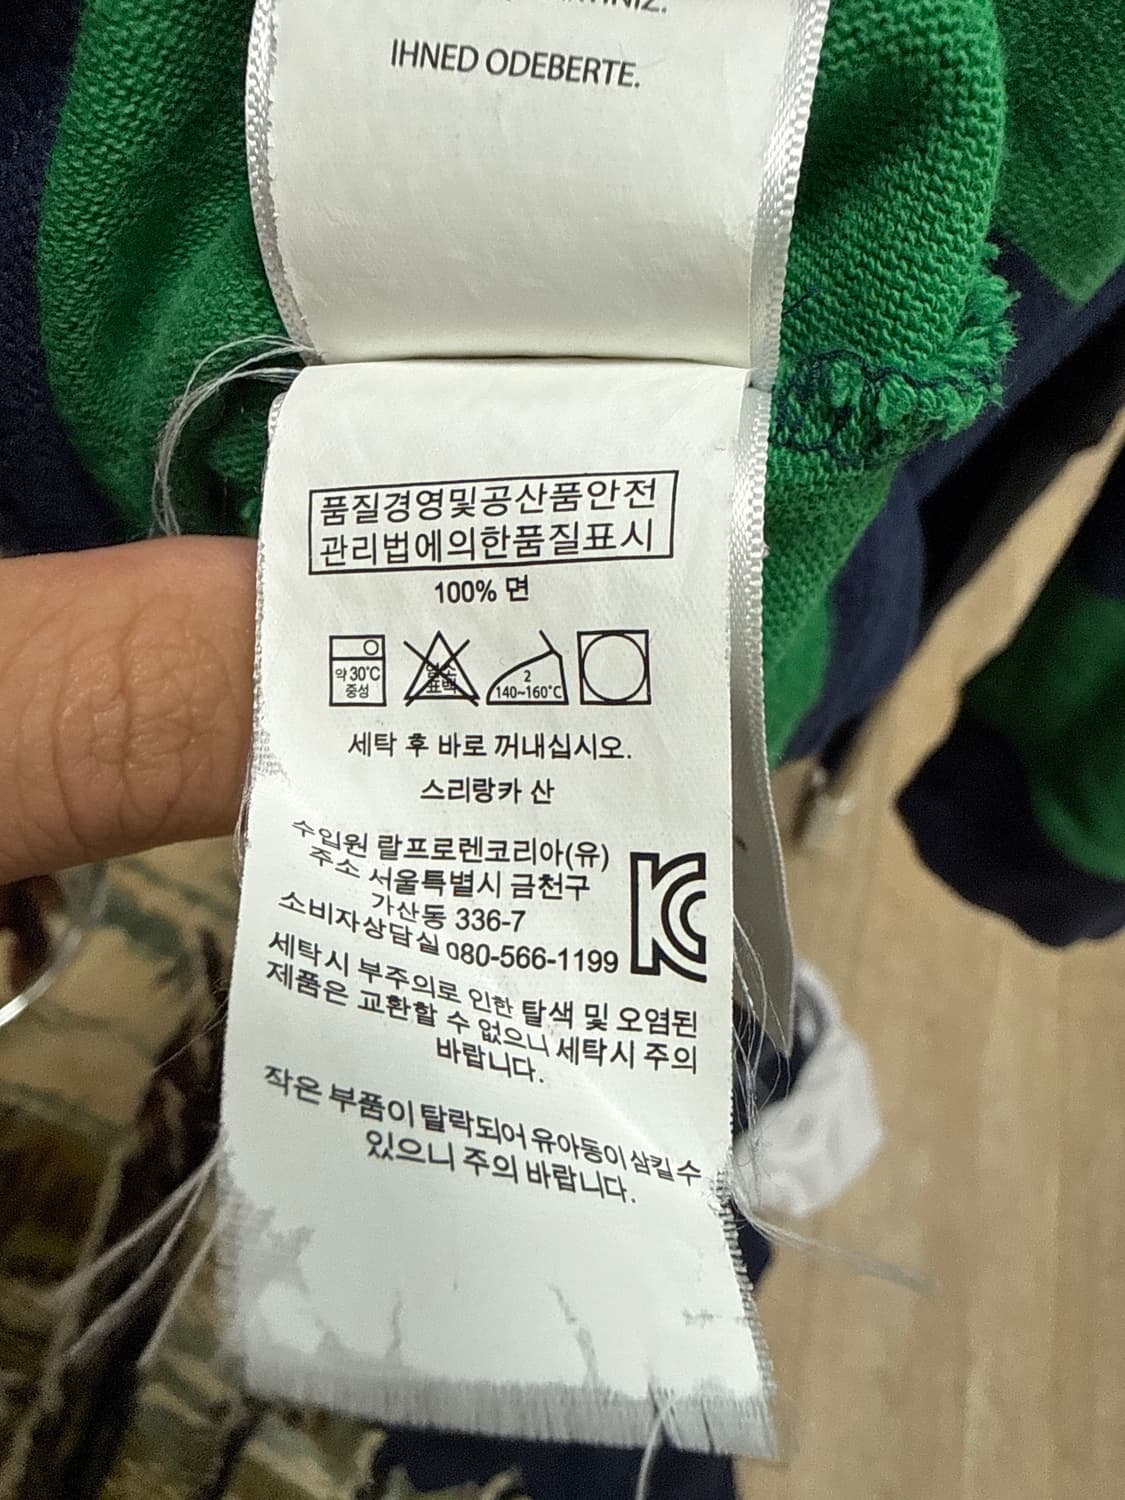 IHNED ODEBERTE.
품질경영및공산품안전
관리법에의한품질표시
100% 면
약 30℃
중성
염소
표백
2
140~160℃
세탁 후 바로 꺼내십시오.
스리랑카 산
수입원 랄프로렌코리아(유)
주소 서울특별시 금천구
가산동 336-7
소비자상담실 080-566-1199
KC
세탁시 부주의로 인한 탈색 및 오염된
제품은 교환할 수 없으니 세탁시 주의
바랍니다.
작은 부품이 탈락되어 유아동이 삼킬 수
있으니 주의 바랍니다.